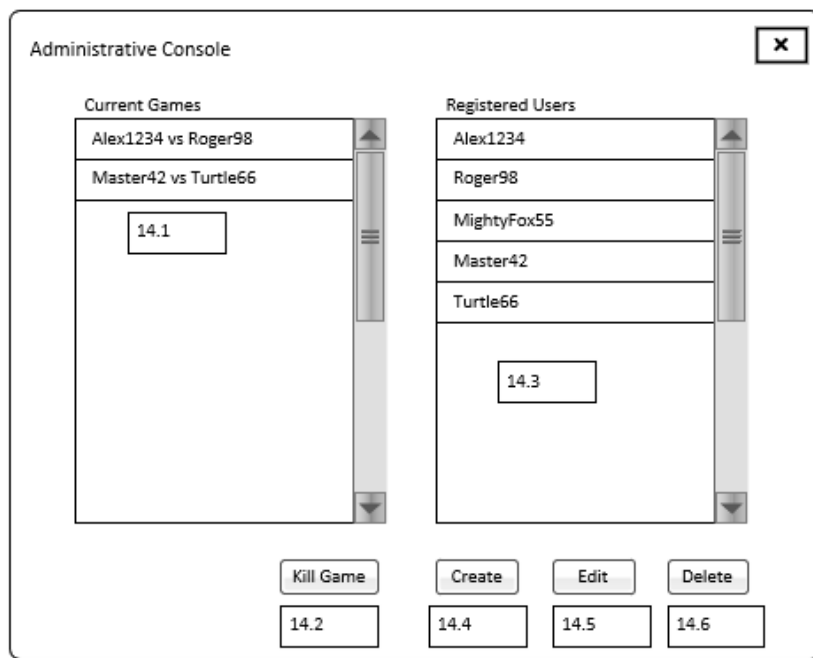 Administrative Console
×
Current Games
Alex1234 vs Roger98
Master42 vs Turtle66
14.1
Registered Users
Alex1234
Roger98
MightyFox55
Master42
Turtle66
14.3
Kill Game
Create
Edit
Delete
14.2
14.4
14.5
14.6